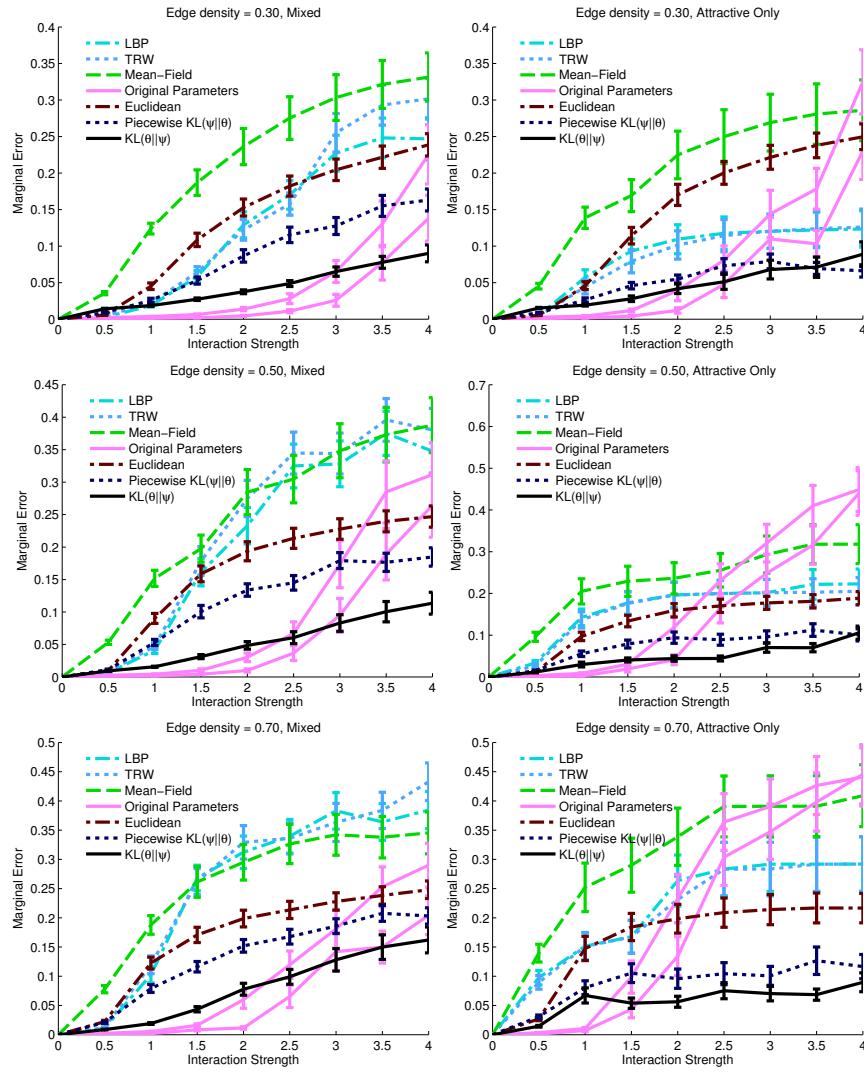 Edge density = 0.30, Mixed
0.4
0.35
0.3
0.25
0.2
0.15
0.1
0.05
0
Marginal Error
LBP
TRW
Mean−Field
Original Parameters
Euclidean
Piecewise KL(ψ||θ)
KL(θ||ψ)
0 0.5 1 1.5 2 2.5 3 3.5 4
Interaction Strength
Edge density = 0.30, Attractive Only
0.4
0.35
0.3
0.25
0.2
0.15
0.1
0.05
0
Marginal Error
LBP
TRW
Mean−Field
Original Parameters
Euclidean
Piecewise KL(ψ||θ)
KL(θ||ψ)
0 0.5 1 1.5 2 2.5 3 3.5 4
Interaction Strength
Edge density = 0.50, Mixed
0.45
0.4
0.35
0.3
0.25
0.2
0.15
0.1
0.05
0
Marginal Error
LBP
TRW
Mean−Field
Original Parameters
Euclidean
Piecewise KL(ψ||θ)
KL(θ||ψ)
0 0.5 1 1.5 2 2.5 3 3.5 4
Interaction Strength
Edge density = 0.50, Attractive Only
0.7
0.6
0.5
0.4
0.3
0.2
0.1
0
Marginal Error
LBP
TRW
Mean−Field
Original Parameters
Euclidean
Piecewise KL(ψ||θ)
KL(θ||ψ)
0 0.5 1 1.5 2 2.5 3 3.5 4
Interaction Strength
Edge density = 0.70, Mixed
0.5
0.45
0.4
0.35
0.3
0.25
0.2
0.15
0.1
0.05
0
Marginal Error
LBP
TRW
Mean−Field
Original Parameters
Euclidean
Piecewise KL(ψ||θ)
KL(θ||ψ)
0 0.5 1 1.5 2 2.5 3 3.5 4
Interaction Strength
Edge density = 0.70, Attractive Only
0.5
0.45
0.4
0.35
0.3
0.25
0.2
0.15
0.1
0.05
0
Marginal Error
LBP
TRW
Mean−Field
Original Parameters
Euclidean
Piecewise KL(ψ||θ)
KL(θ||ψ)
0 0.5 1 1.5 2 2.5 3 3.5 4
Interaction Strength